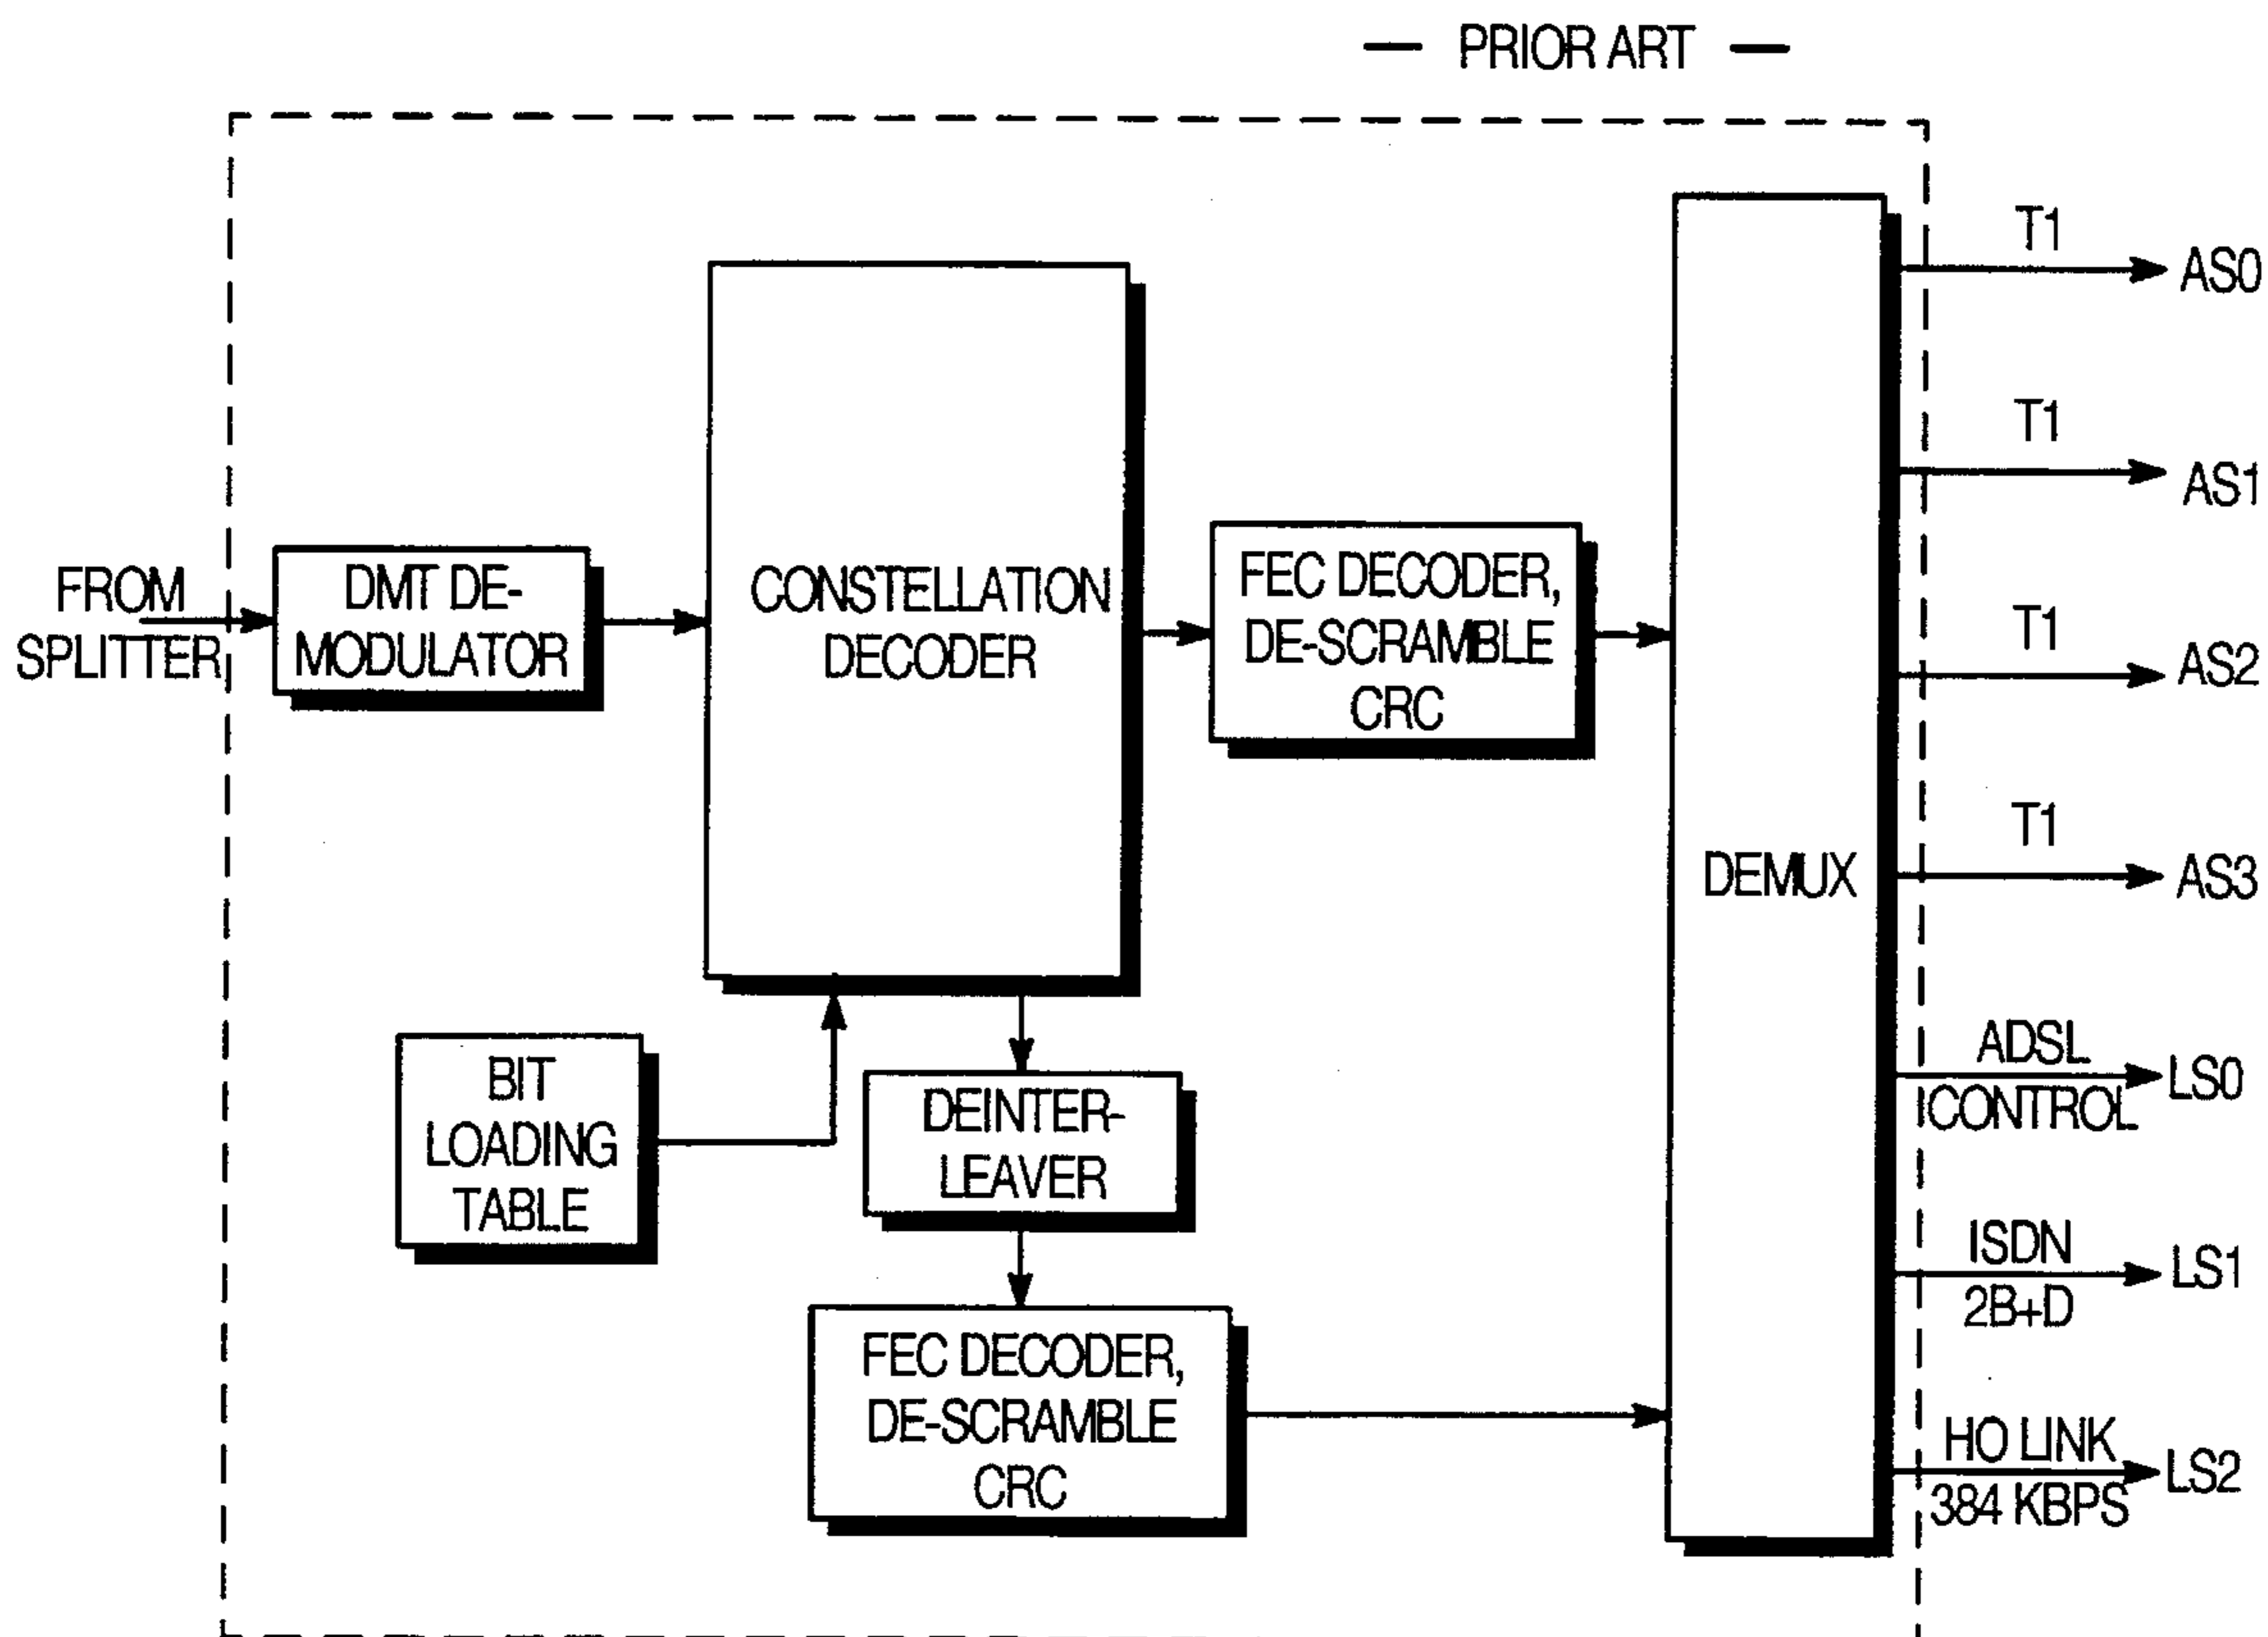 — PRIOR ART —
FROM
SPLITTER
DMT DE-
MODULATOR
CONSTELLATION
DECODER
FEC DECODER,
DE-SCRAMBLE
CRC
DEMUX
BIT
LOADING
TABLE
DEINTER-
LEAVER
FEC DECODER,
DE-SCRAMBLE
CRC
T1
AS0
T1
AS1
T1
AS2
T1
AS3
ADSL
CONTROL
LS0
ISDN
2B+D
LS1
HO LINK
384 KBPS
LS2